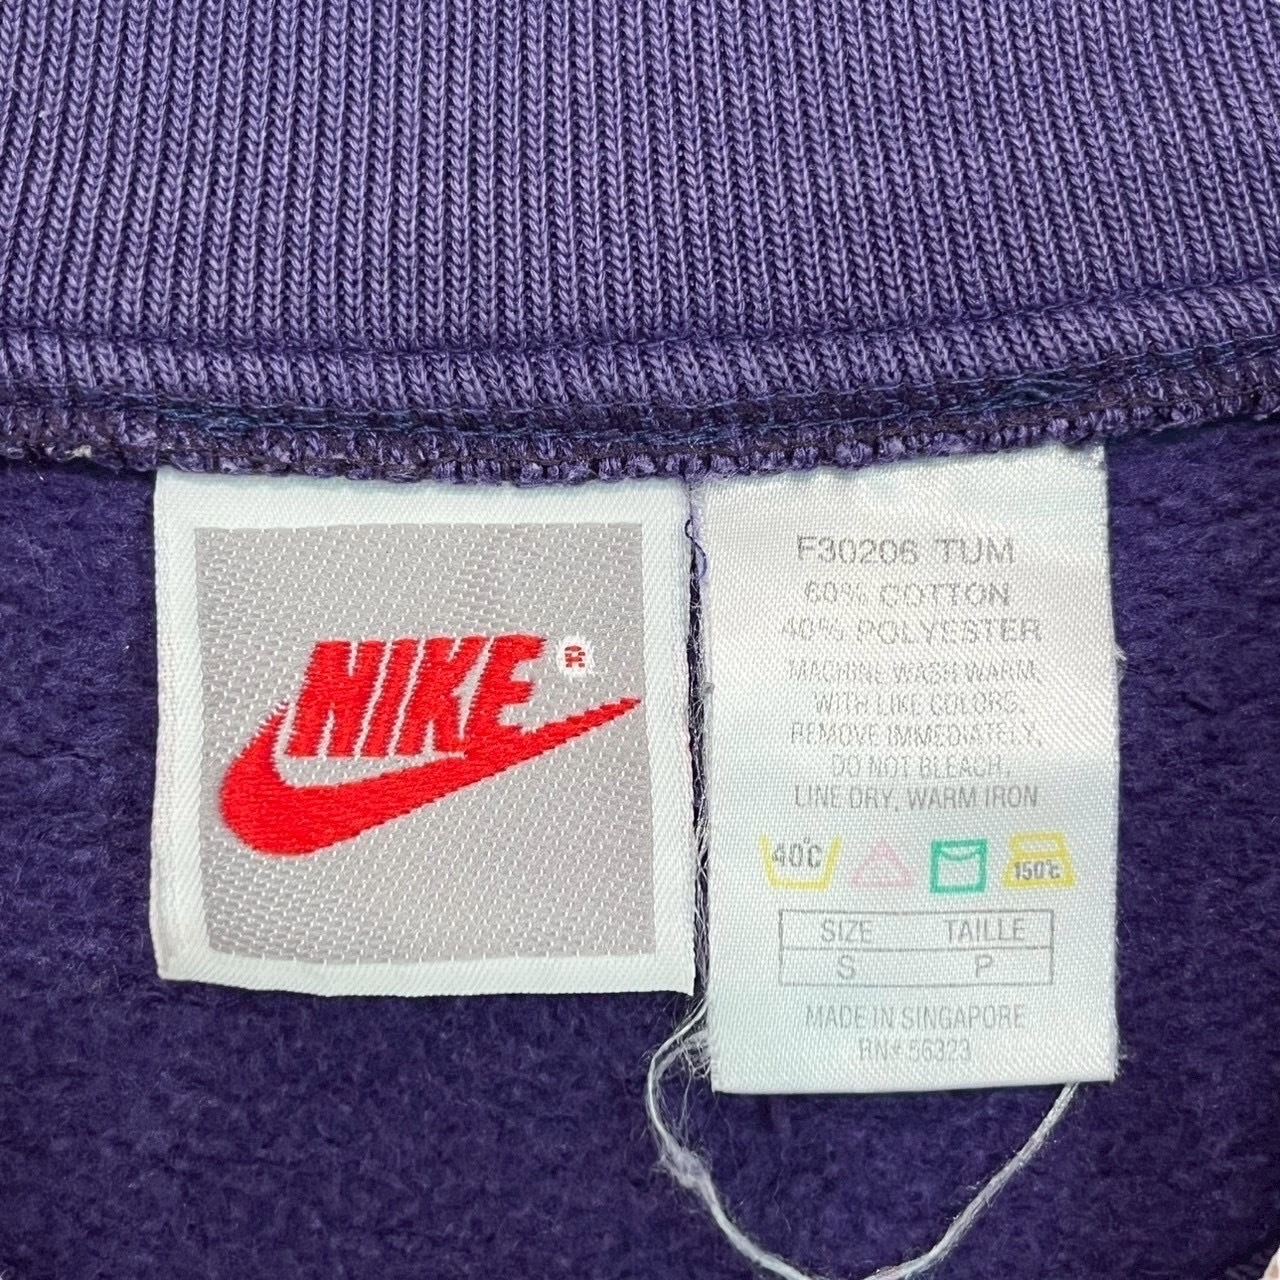 NIKE®
F30206 TUM
60% COTTON
40% POLYESTER
MACHINE WASH WARM
WITH LIKE COLORS.
REMOVE IMMEDIATELY,
DO NOT BLEACH,
LINE DRY, WARM IRON
40°C 150°C
SIZE TAILLE
S P
MADE IN SINGAPORE
RN# 56323